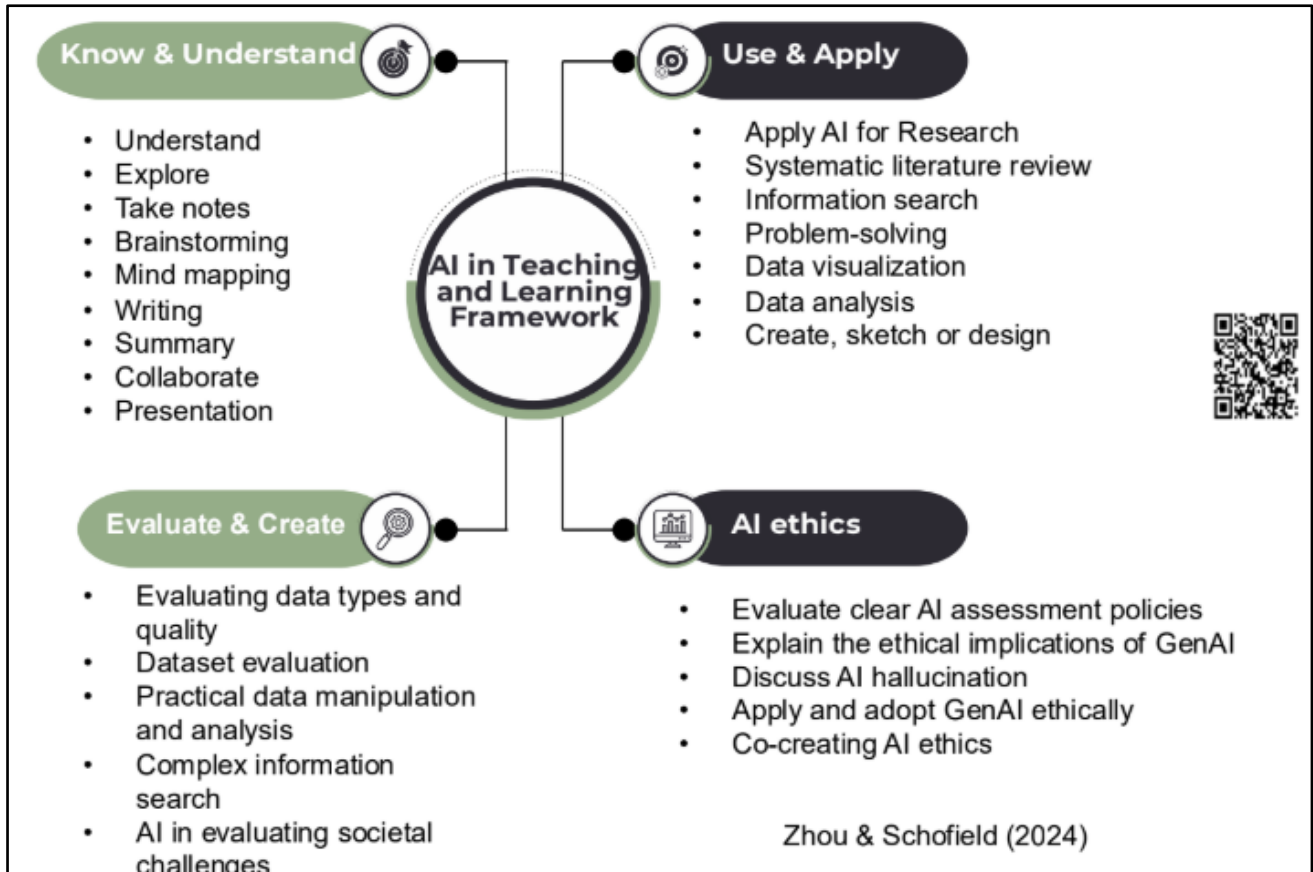 Know & Understand
• Understand
• Explore
• Take notes
• Brainstorming
• Mind mapping
• Writing
• Summary
• Collaborate
• Presentation
Use & Apply
• Apply AI for Research
• Systematic literature review
• Information search
• Problem-solving
• Data visualization
• Data analysis
• Create, sketch or design
AI in Teaching
and Learning
Framework
Evaluate & Create
• Evaluating data types and
quality
• Dataset evaluation
• Practical data manipulation
and analysis
• Complex information
search
• AI in evaluating societal
challenges
AI ethics
• Evaluate clear AI assessment policies
• Explain the ethical implications of GenAI
• Discuss AI hallucination
• Apply and adopt GenAI ethically
• Co-creating AI ethics
Zhou & Schofield (2024)